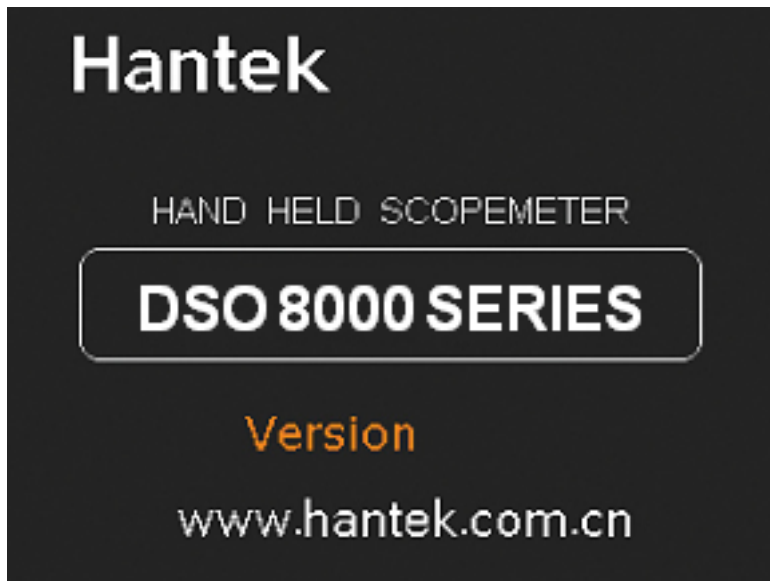 Hantek
HAND HELD SCOPEMETER
DSO 8000 SERIES
Version
www.hantek.com.cn